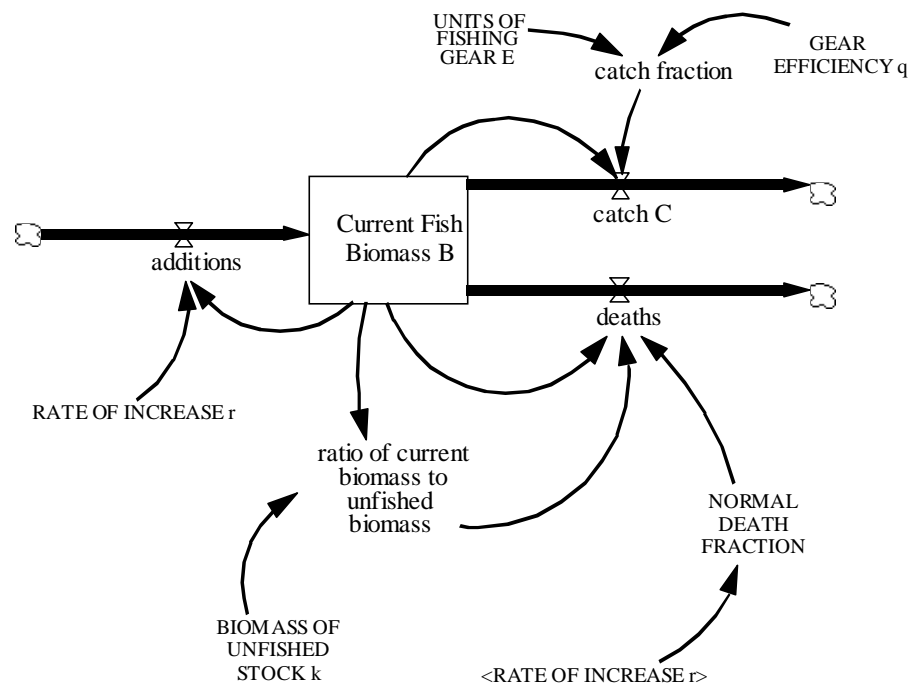 UNITS OF
FISHING
GEAR E
GEAR
EFFICIENCY q
catch fraction
Current Fish
Biomass B
catch C
additions
deaths
RATE OF INCREASE r
ratio of current
biomass to
unfished
biomass
NORMAL
DEATH
FRACTION
BIOMASS OF
UNFISHED
STOCK k
<RATE OF INCREASE r>